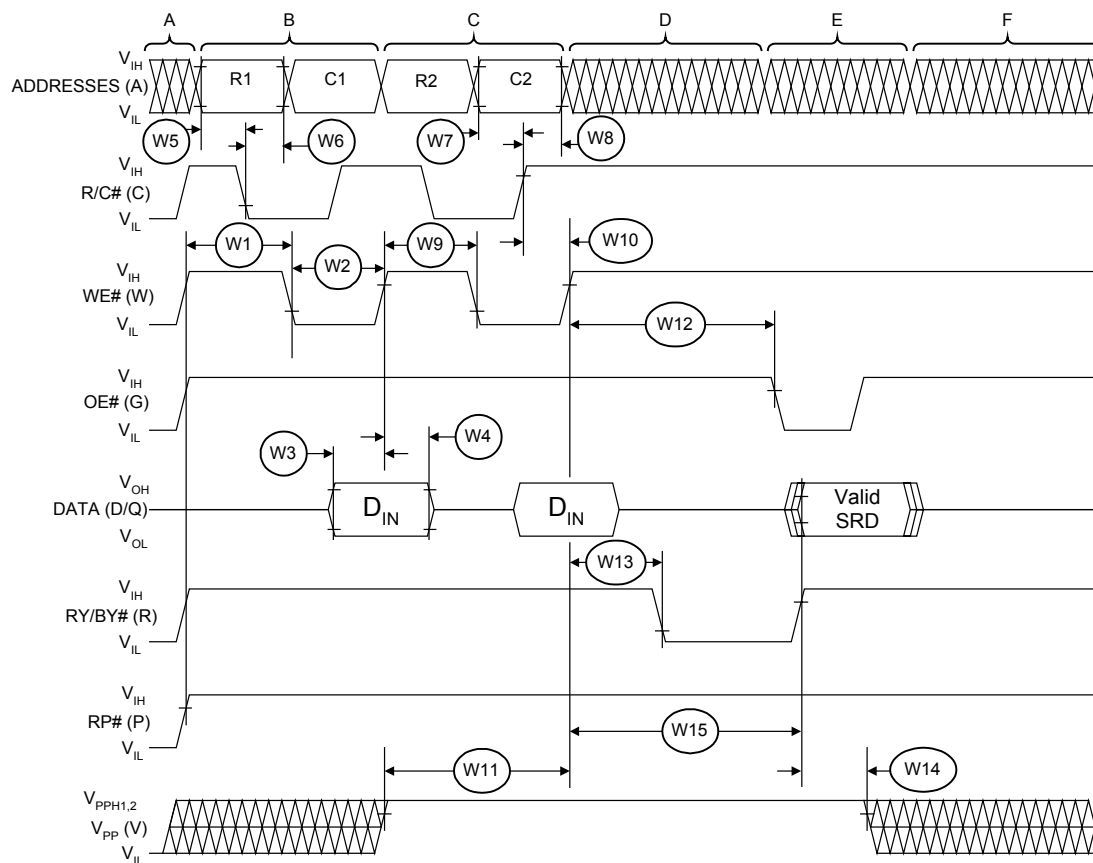 A B C D E F
V_IH
ADDRESSES (A) R1 C1 R2 C2
V_IL
W5 W6 W7 W8
V_IH
R/C# (C)
V_IL
W1 W2 W9 W10
V_IH
WE# (W)
V_IL
W12
V_IH
OE# (G)
V_IL
W3 W4
V_OH
DATA (D/Q) D_IN D_IN Valid
SRD
V_OL
W13
V_IH
RY/BY# (R)
V_IL
V_IH
RP# (P)
V_IL
W15
W11 W14
V_PPH1,2
V_PP (V)
V_IL